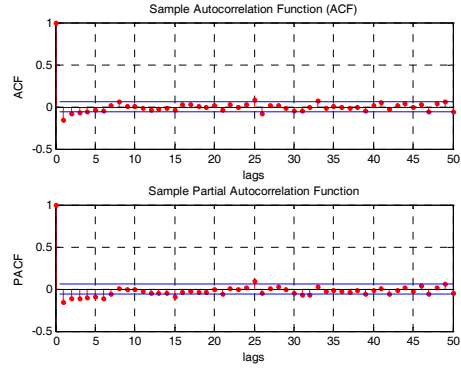 Sample Autocorrelation Function (ACF)
1
0.5
0
-0.5
ACF
0 5 10 15 20 25 30 35 40 45 50
lags
Sample Partial Autocorrelation Function
1
0.5
0
-0.5
PACF
0 5 10 15 20 25 30 35 40 45 50
lags